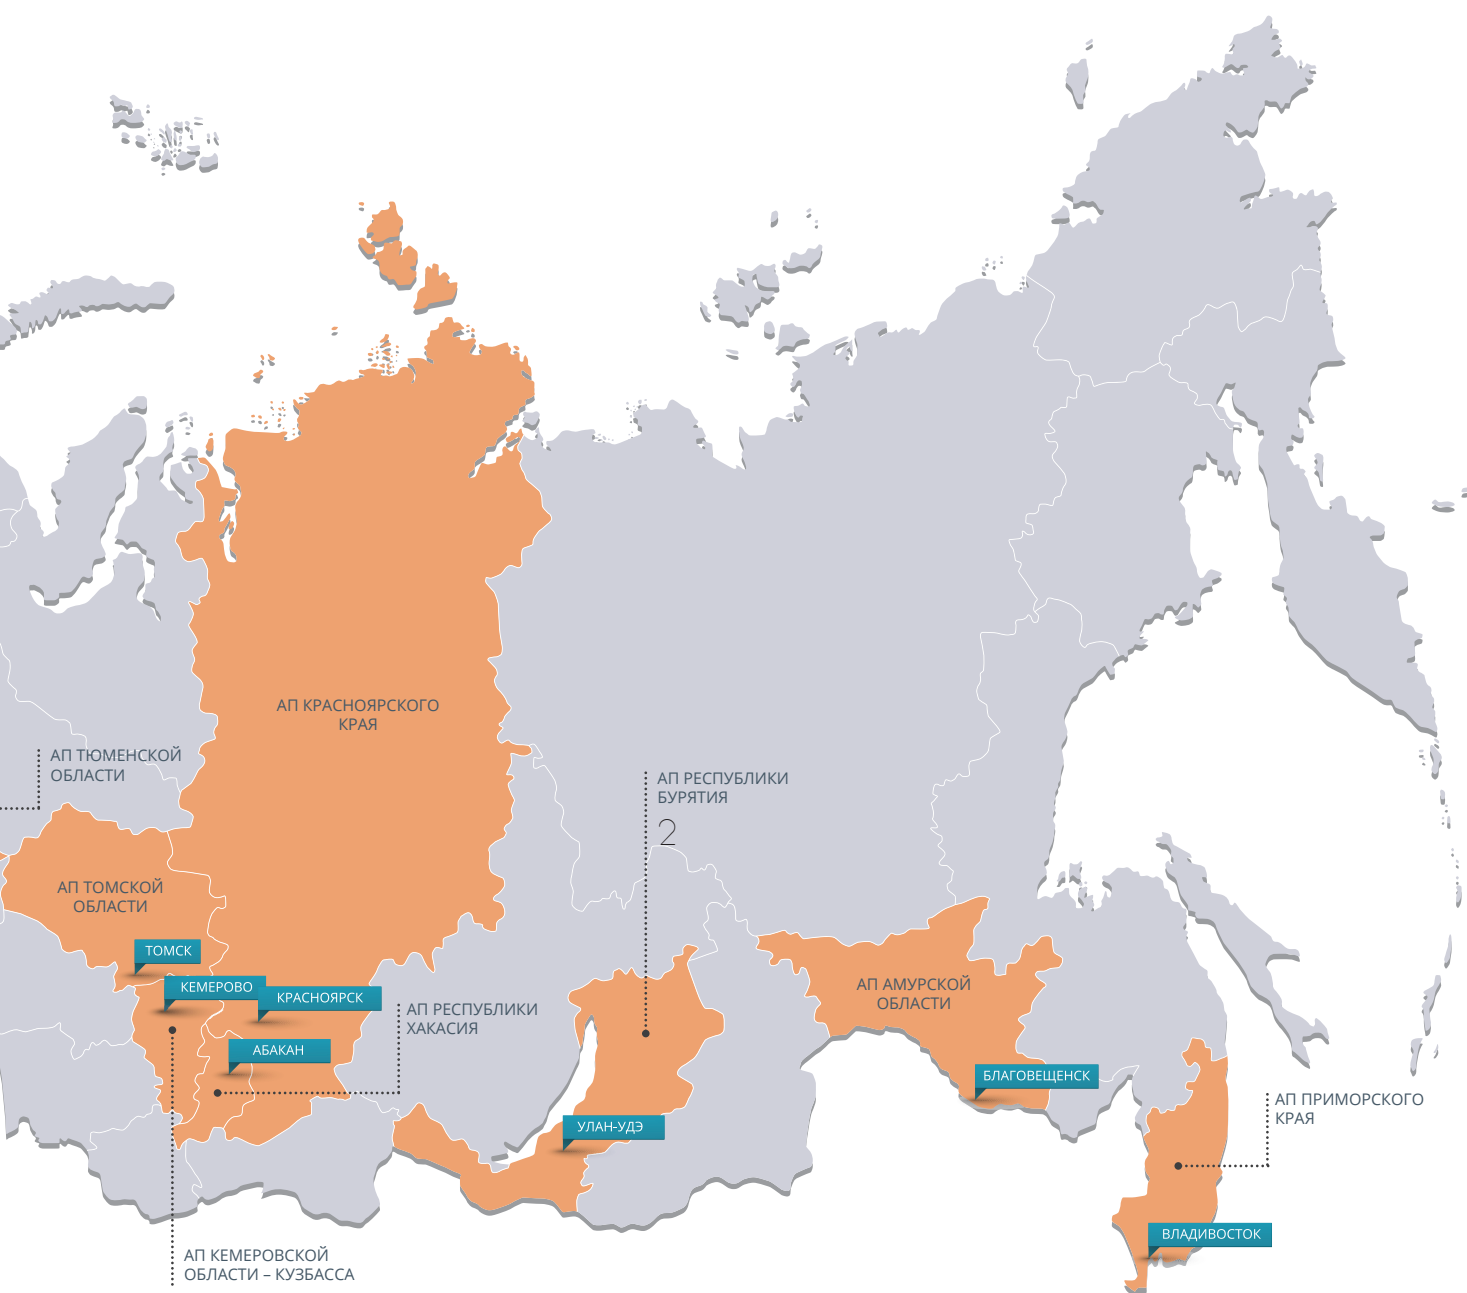 АП КРАСНОЯРСКОГО
КРАЯ
АП ТЮМЕНСКОЙ
ОБЛАСТИ
АП РЕСПУБЛИКИ
БУРЯТИЯ
2
АП ТОМСКОЙ
ОБЛАСТИ
ТОМСК
КЕМЕРОВО
КРАСНОЯРСК
АП РЕСПУБЛИКИ
ХАКАСИЯ
АБАКАН
АП АМУРСКОЙ
ОБЛАСТИ
БЛАГОВЕЩЕНСК
АП ПРИМОРСКОГО
КРАЯ
УЛАН-УДЭ
ВЛАДИВОСТОК
АП КЕМЕРОВСКОЙ
ОБЛАСТИ – КУЗБАССА